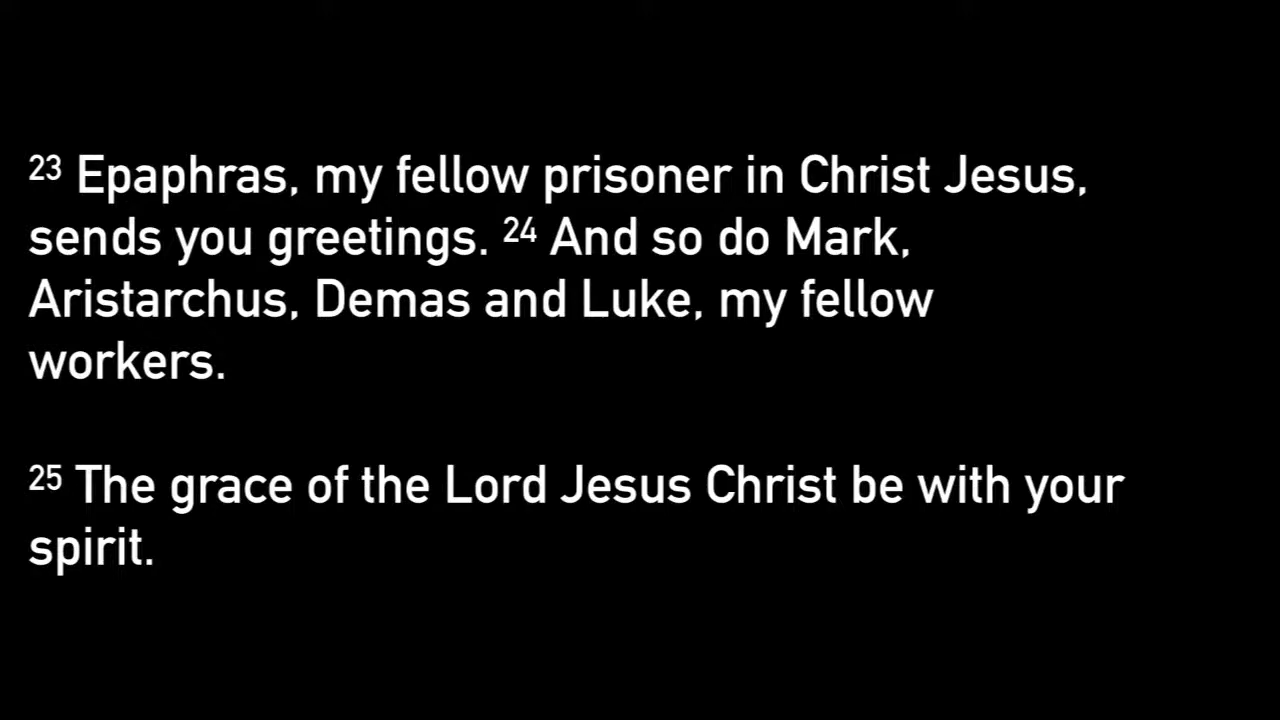 23 Epaphras, my fellow prisoner in Christ Jesus,
sends you greetings. 24 And so do Mark,
Aristarchus, Demas and Luke, my fellow
workers.
25 The grace of the Lord Jesus Christ be with your
spirit.